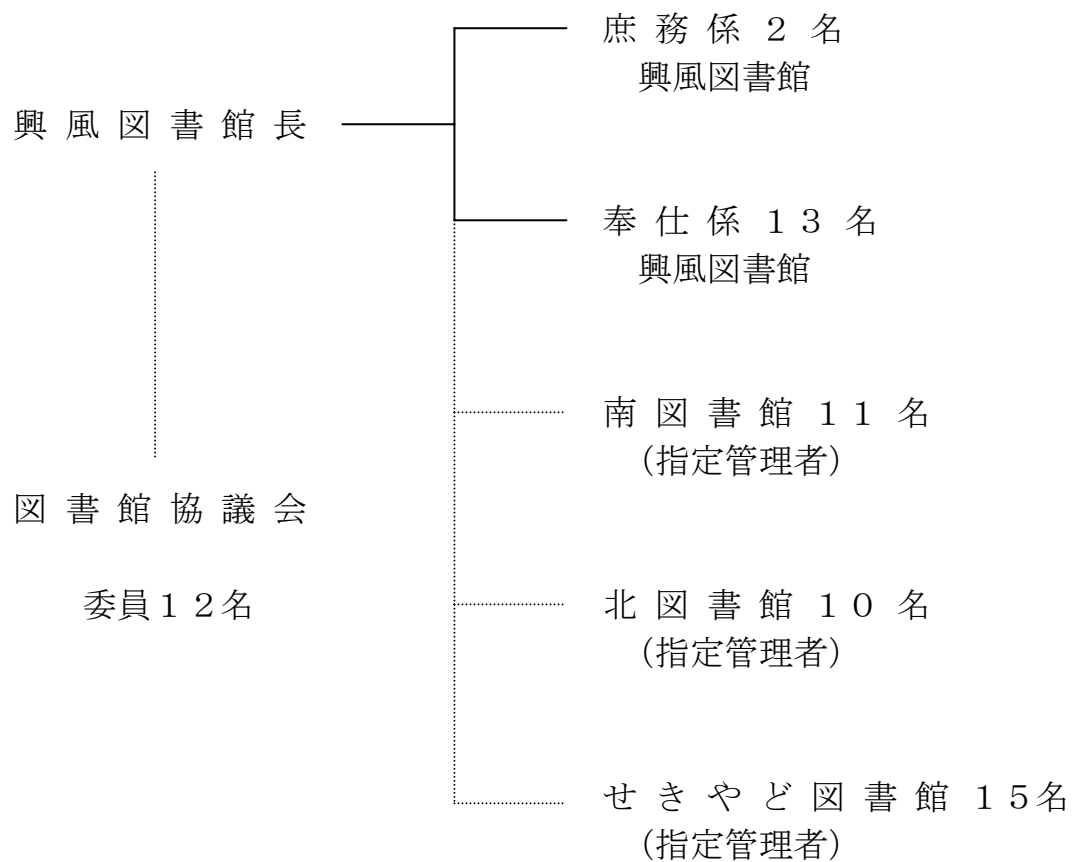 庶務係２名
興風図書館
興風図書館長
奉仕係１３名
興風図書館
南図書館１１名
（指定管理者）
図書館協議会
委員１２名
北図書館１０名
（指定管理者）
せきやど図書館１５名
（指定管理者）